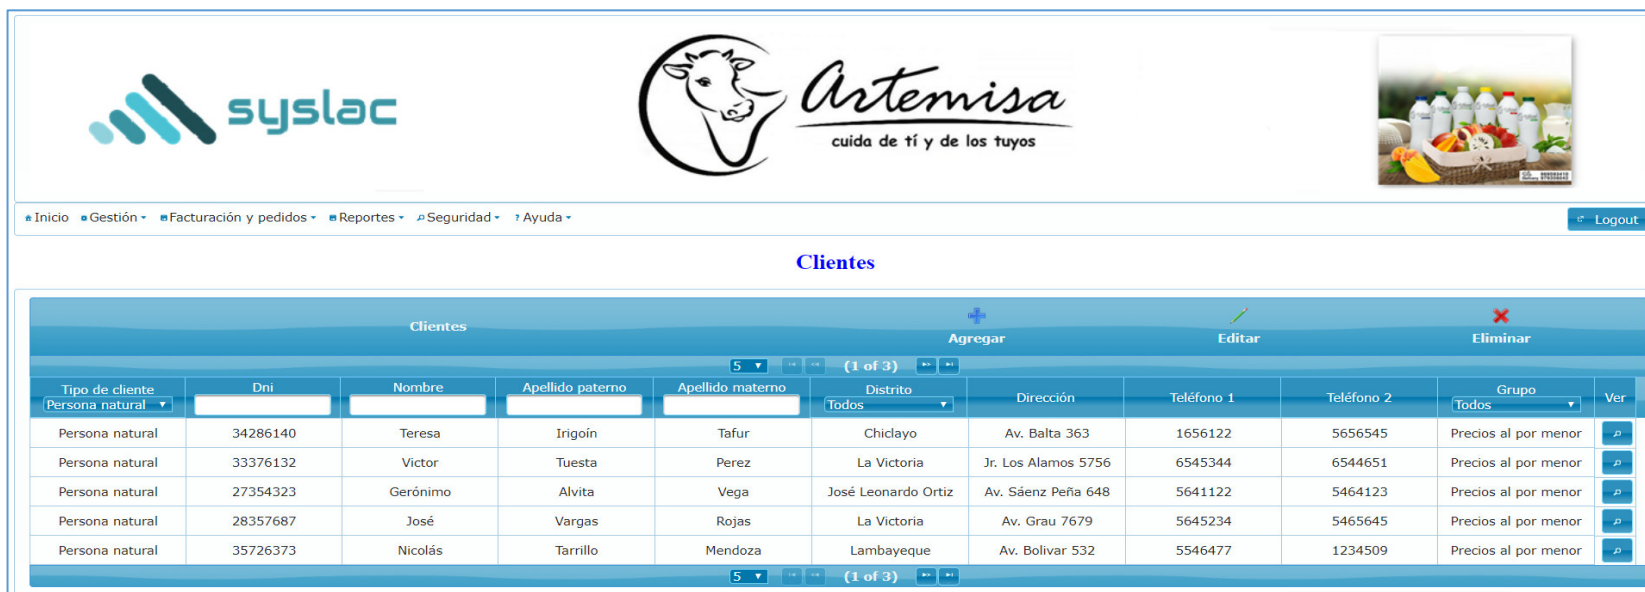 syslac
Artemisa
cuida de tí y de los tuyos
Inicio Gestión Facturación y pedidos Reportes Seguridad ? Ayuda
Logout
Clientes
Clientes Agregar Editar Eliminar
5 (1 of 3)
Tipo de cliente Dni Nombre Apellido paterno Apellido materno Distrito Dirección Teléfono 1 Teléfono 2 Grupo Ver
Persona natural Todos Todos
Persona natural 34286140 Teresa Irigoín Tafur Chiclayo Av. Balta 363 1656122 5656545 Precios al por menor
Persona natural 33376132 Victor Tuesta Perez La Victoria Jr. Los Alamos 5756 6545344 6544651 Precios al por menor
Persona natural 27354323 Gerónimo Alvita Vega José Leonardo Ortiz Av. Sáenz Peña 648 5641122 5464123 Precios al por menor
Persona natural 28357687 José Vargas Rojas La Victoria Av. Grau 7679 5645234 5465645 Precios al por menor
Persona natural 35726373 Nicolás Tarrillo Mendoza Lambayeque Av. Bolivar 532 5546477 1234509 Precios al por menor
5 (1 of 3)